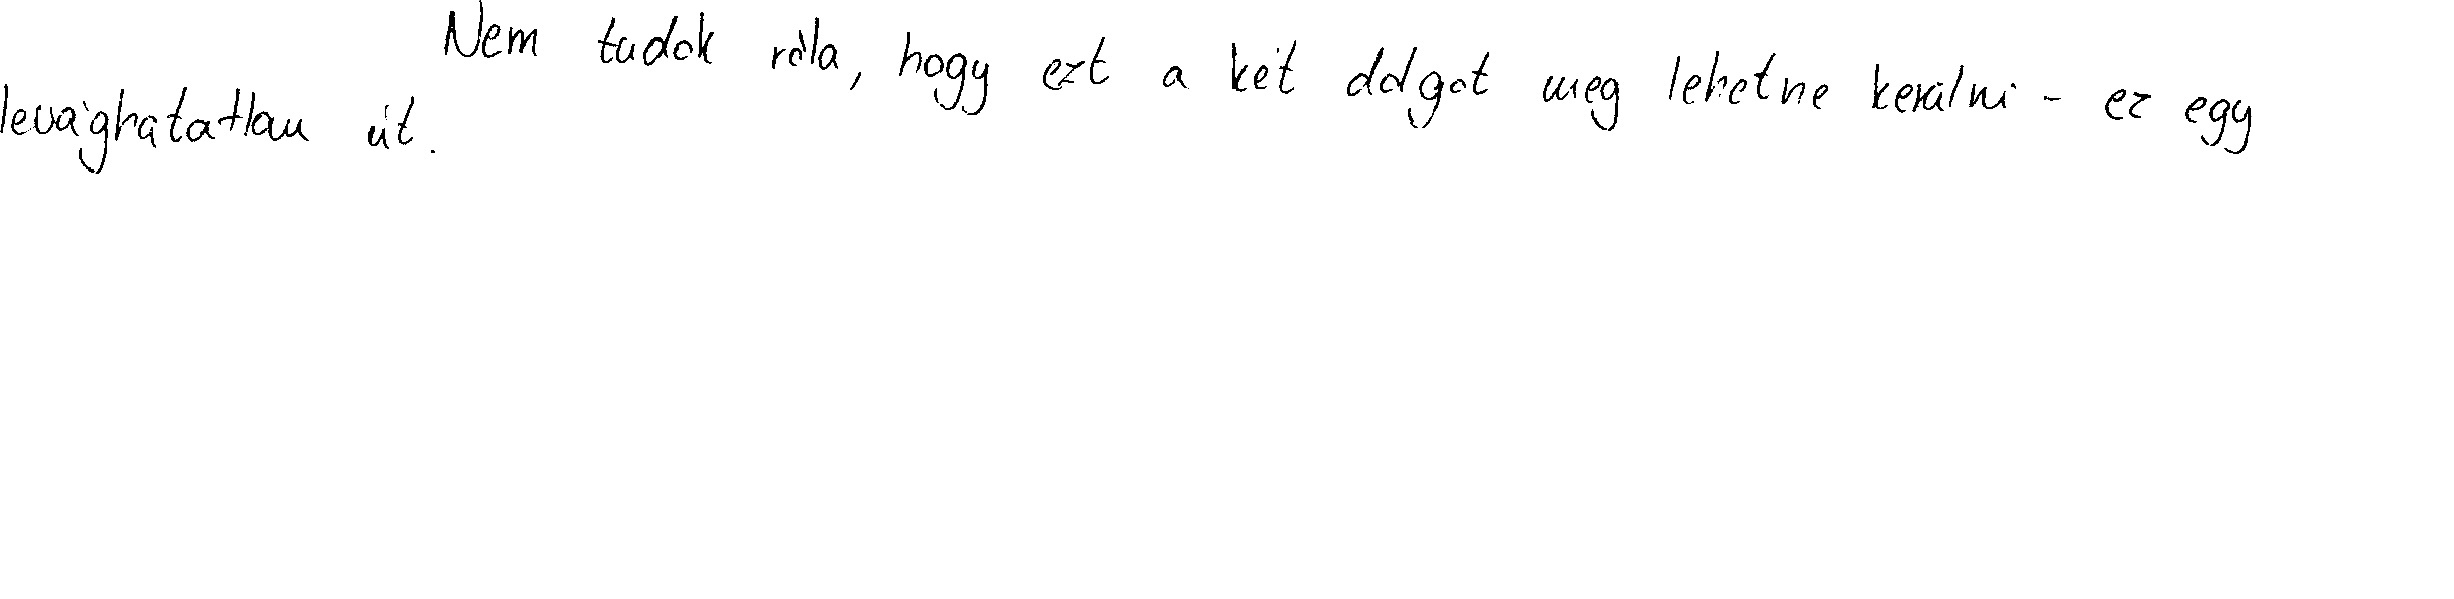 Nem tudok róla, hogy ezt a két dolgot meg lehetne kerülni - ez egy
levághatatlan út.